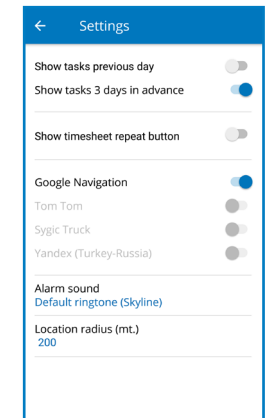 Settings
Show tasks previous day
Show tasks 3 days in advance
Show timesheet repeat button
Google Navigation
Tom Tom
Sygic Truck
Yandex (Turkey-Russia)
Alarm sound
Default ringtone (Skyline)
Location radius (mt.)
200